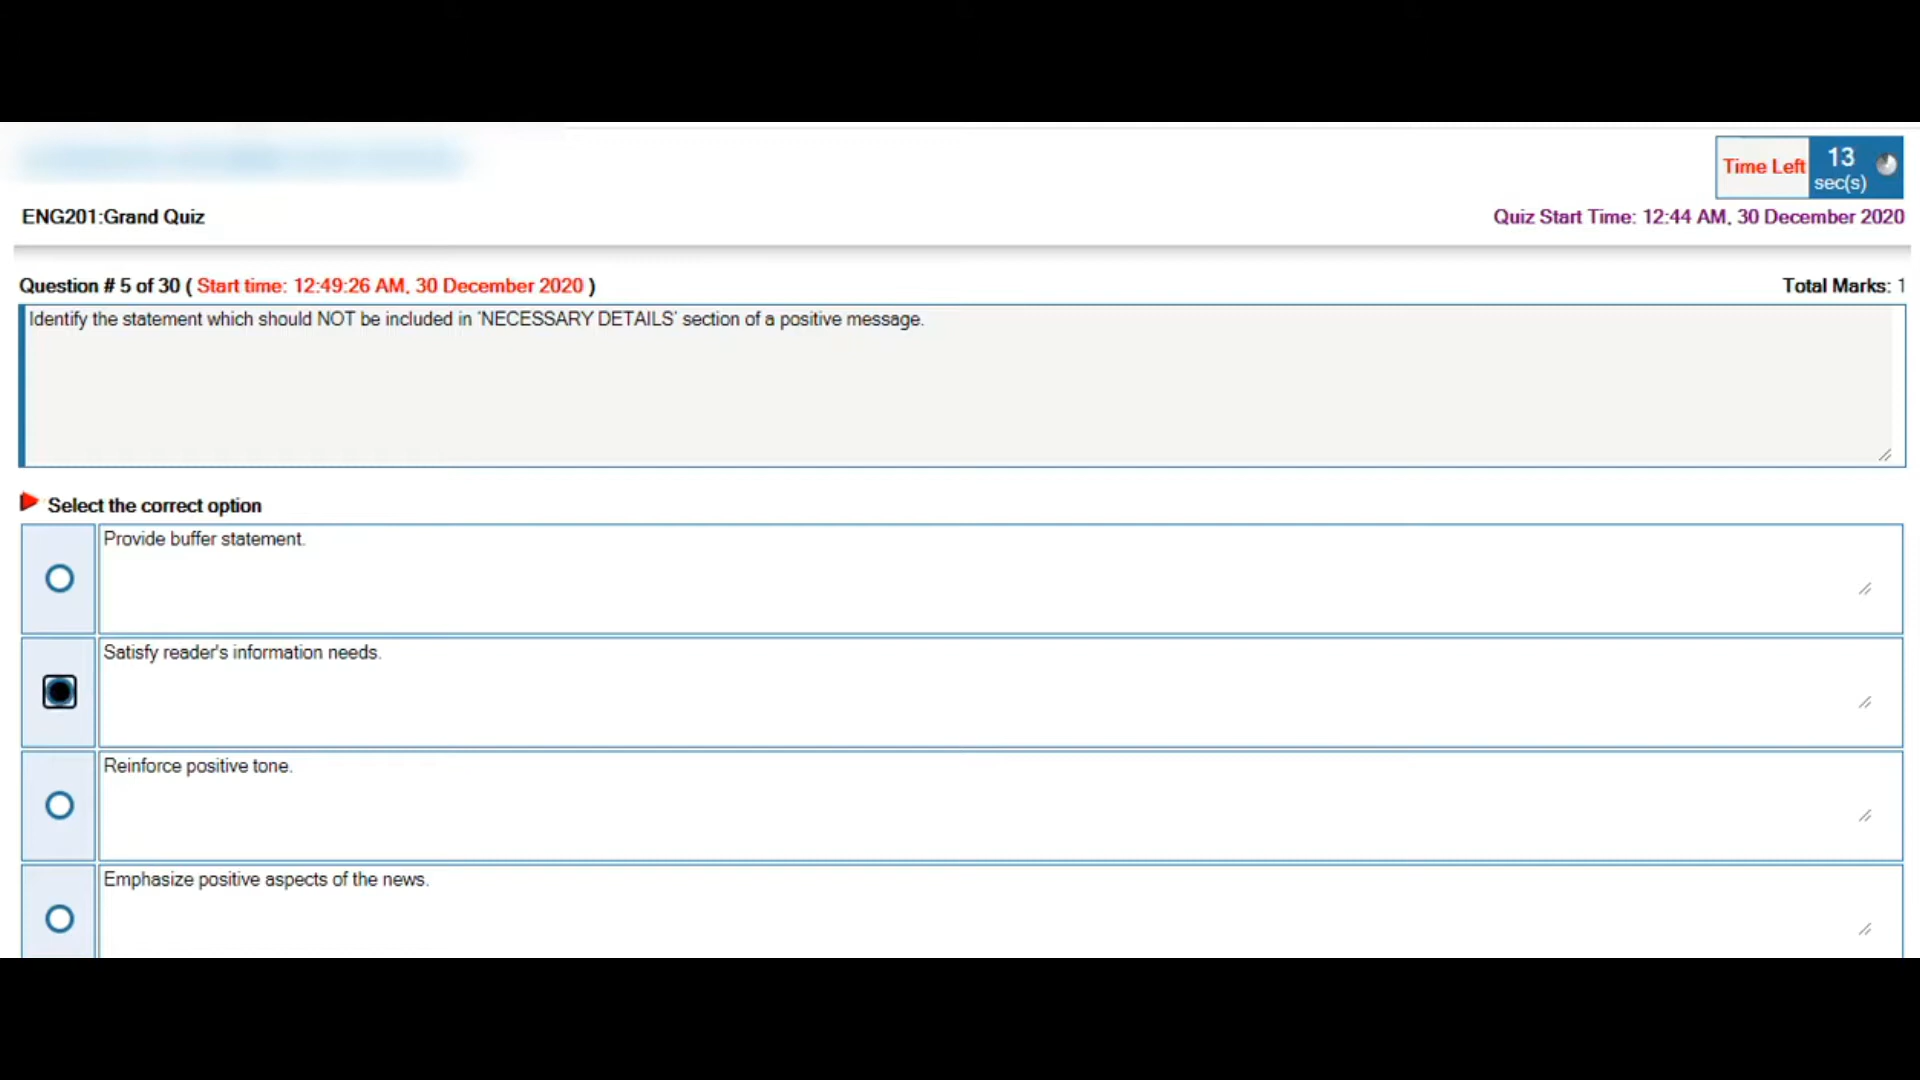 Time Left 13 sec(s)
ENG201:Grand Quiz
Quiz Start Time: 12:44 AM, 30 December 2020
Question # 5 of 30 ( Start time: 12:49:26 AM, 30 December 2020 )
Total Marks: 1
Identify the statement which should NOT be included in 'NECESSARY DETAILS' section of a positive message.
Select the correct option
Provide buffer statement.
Satisfy reader's information needs.
Reinforce positive tone.
Emphasize positive aspects of the news.